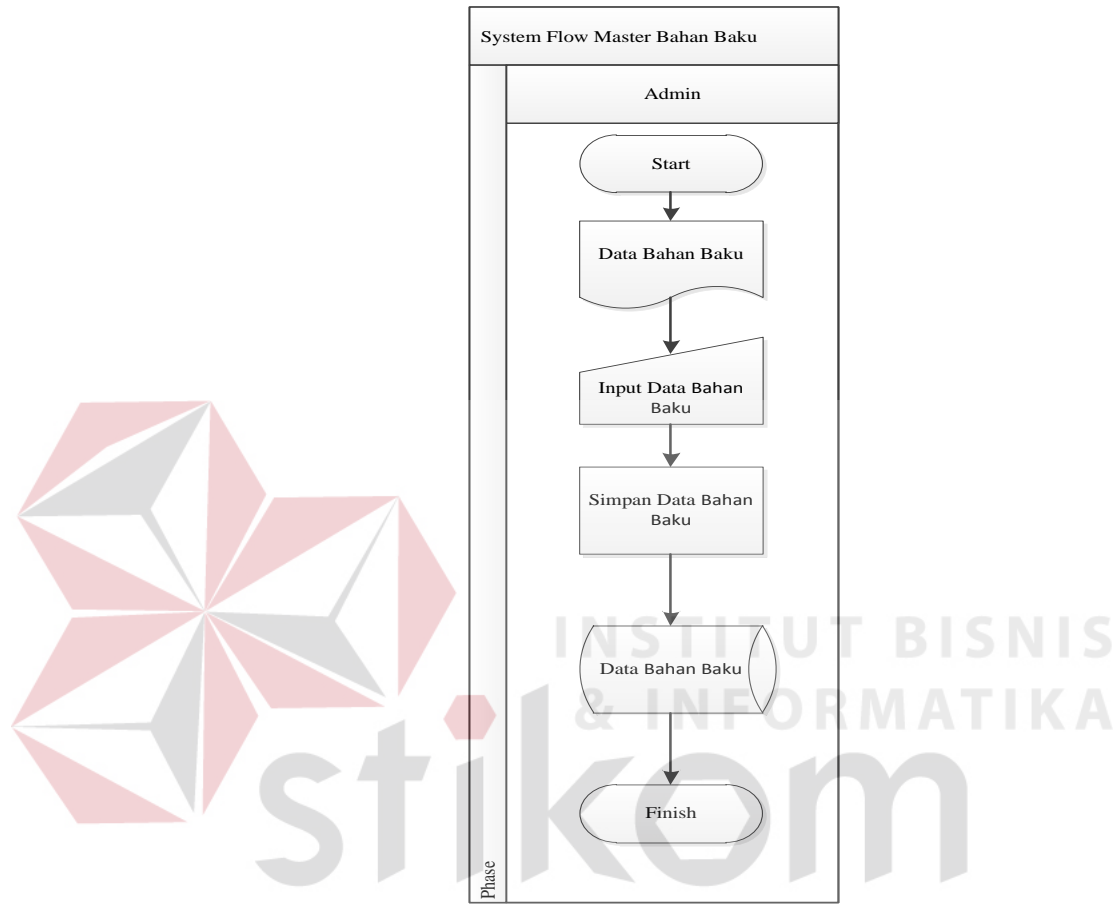 System Flow Master Bahan Baku
Admin
Start
Data Bahan Baku
Input Data Bahan
Baku
Simpan Data Bahan
Baku
Data Bahan Baku
Finish
Phase
INSTITUT BISNIS
& INFORMATIKA
stikom